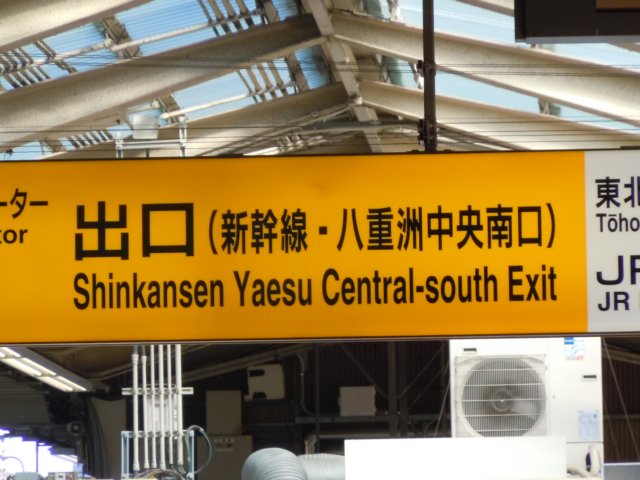 ーター
tor
出口(新幹線・八重洲中央南口)
Shinkansen Yaesu Central-south Exit
東北
Tōho
JR
JR